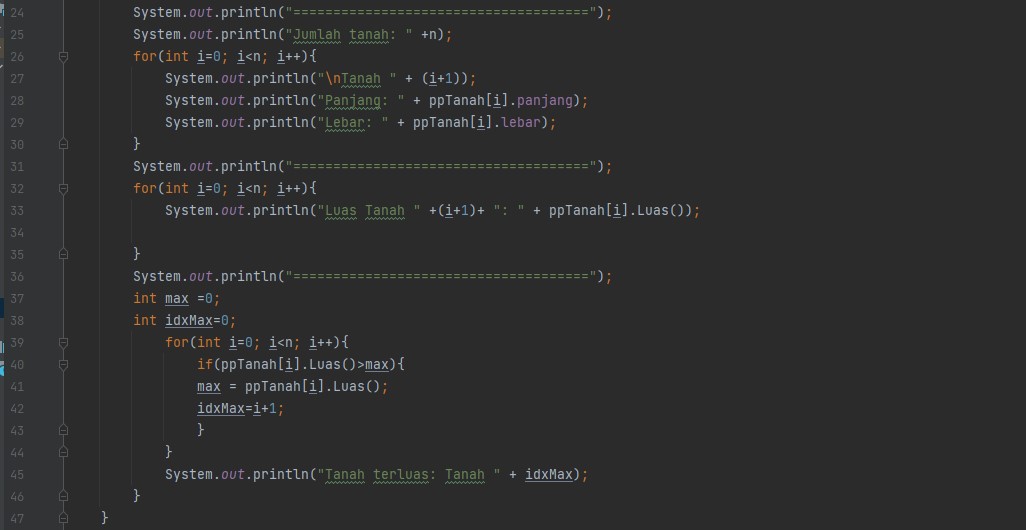 24 System.out.println("=====================================");
25 System.out.println("Jumlah tanah: " +n);
26 for(int i=0; i<n; i++){
27 System.out.println("\nTanah " + (i+1));
28 System.out.println("Panjang: " + ppTanah[i].panjang);
29 System.out.println("Lebar: " + ppTanah[i].lebar);
30 }
31 System.out.println("=====================================");
32 for(int i=0; i<n; i++){
33 System.out.println("Luas Tanah " +(i+1)+ ": " + ppTanah[i].Luas());
34
35 }
36 System.out.println("=====================================");
37 int max =0;
38 int idxMax=0;
39 for(int i=0; i<n; i++){
40 if(ppTanah[i].Luas()>max){
41 max = ppTanah[i].Luas();
42 idxMax=i+1;
43 }
44 }
45 System.out.println("Tanah terluas: Tanah " + idxMax);
46 }
47 }